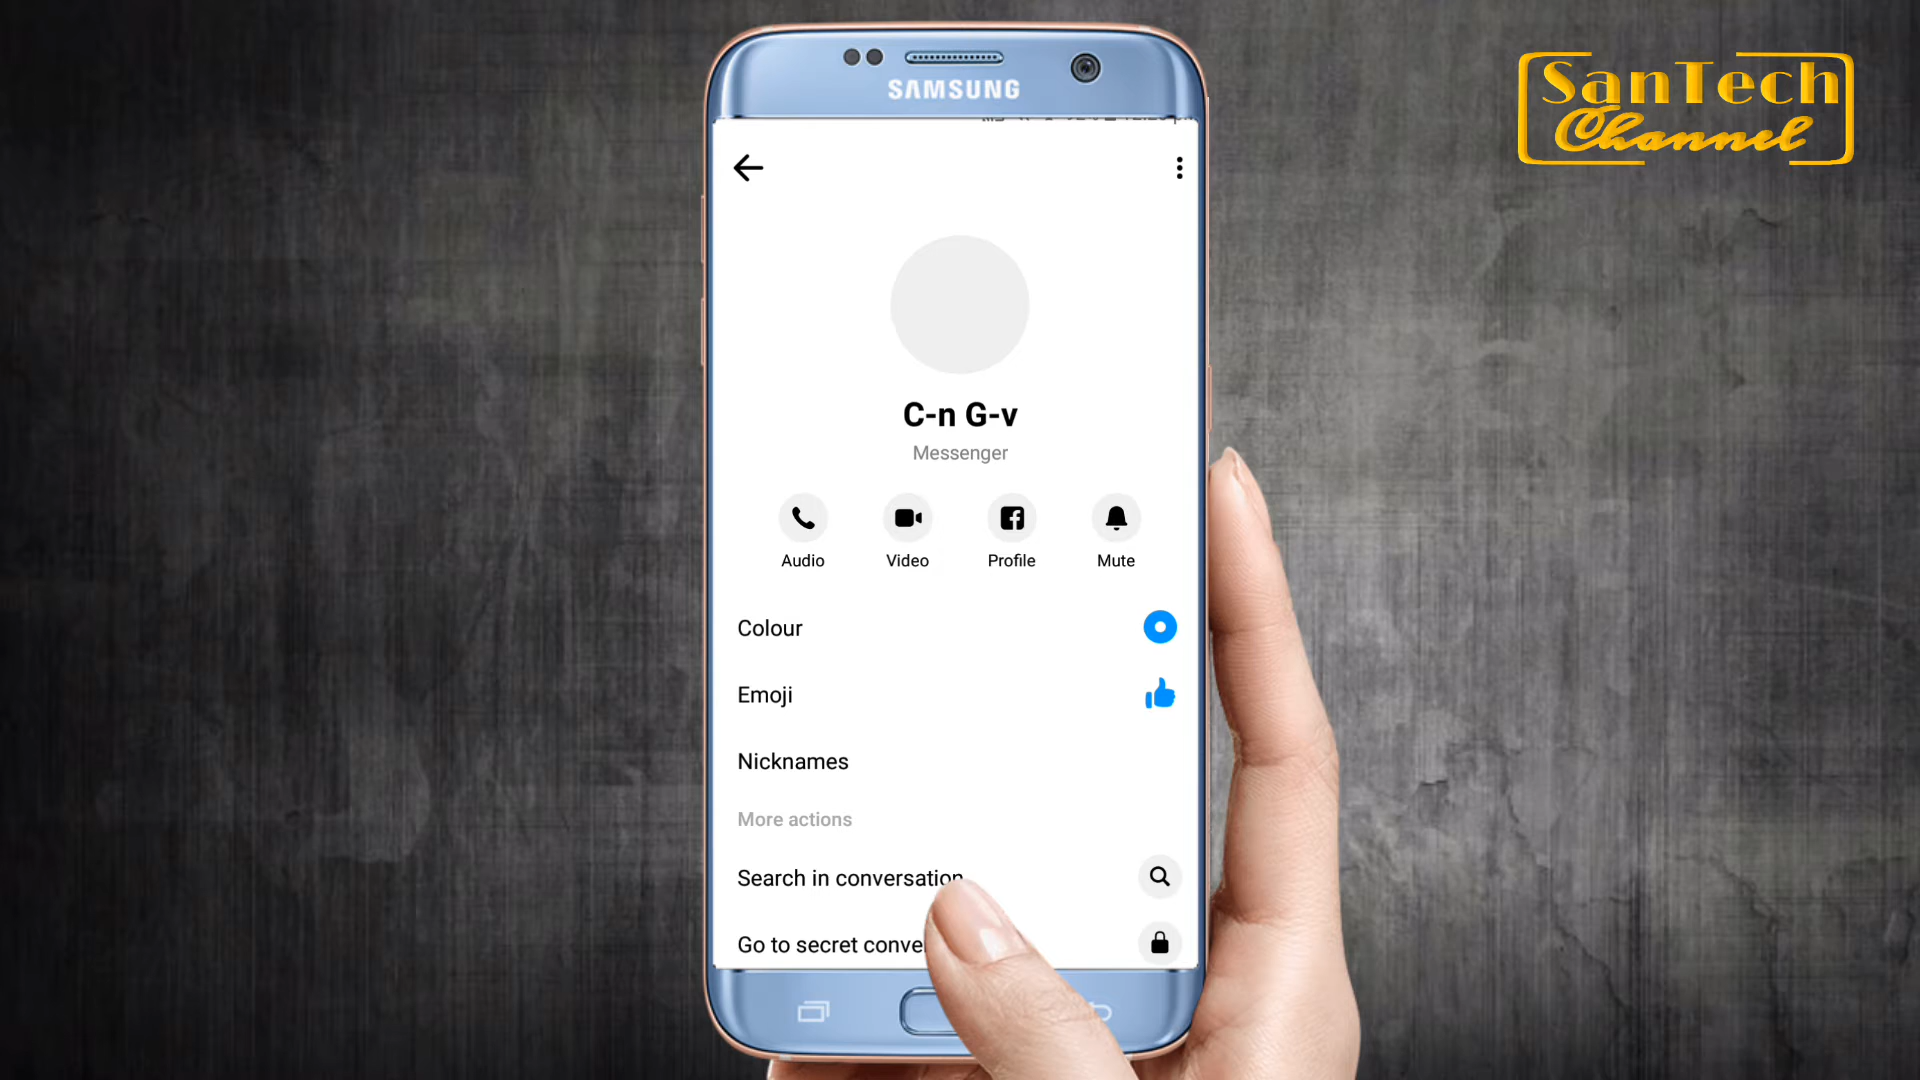 SanTech
Channel
SAMSUNG
C-n G-v
Messenger
Audio
Video
Profile
Mute
Colour
Emoji
Nicknames
More actions
Search in conversation
Go to secret